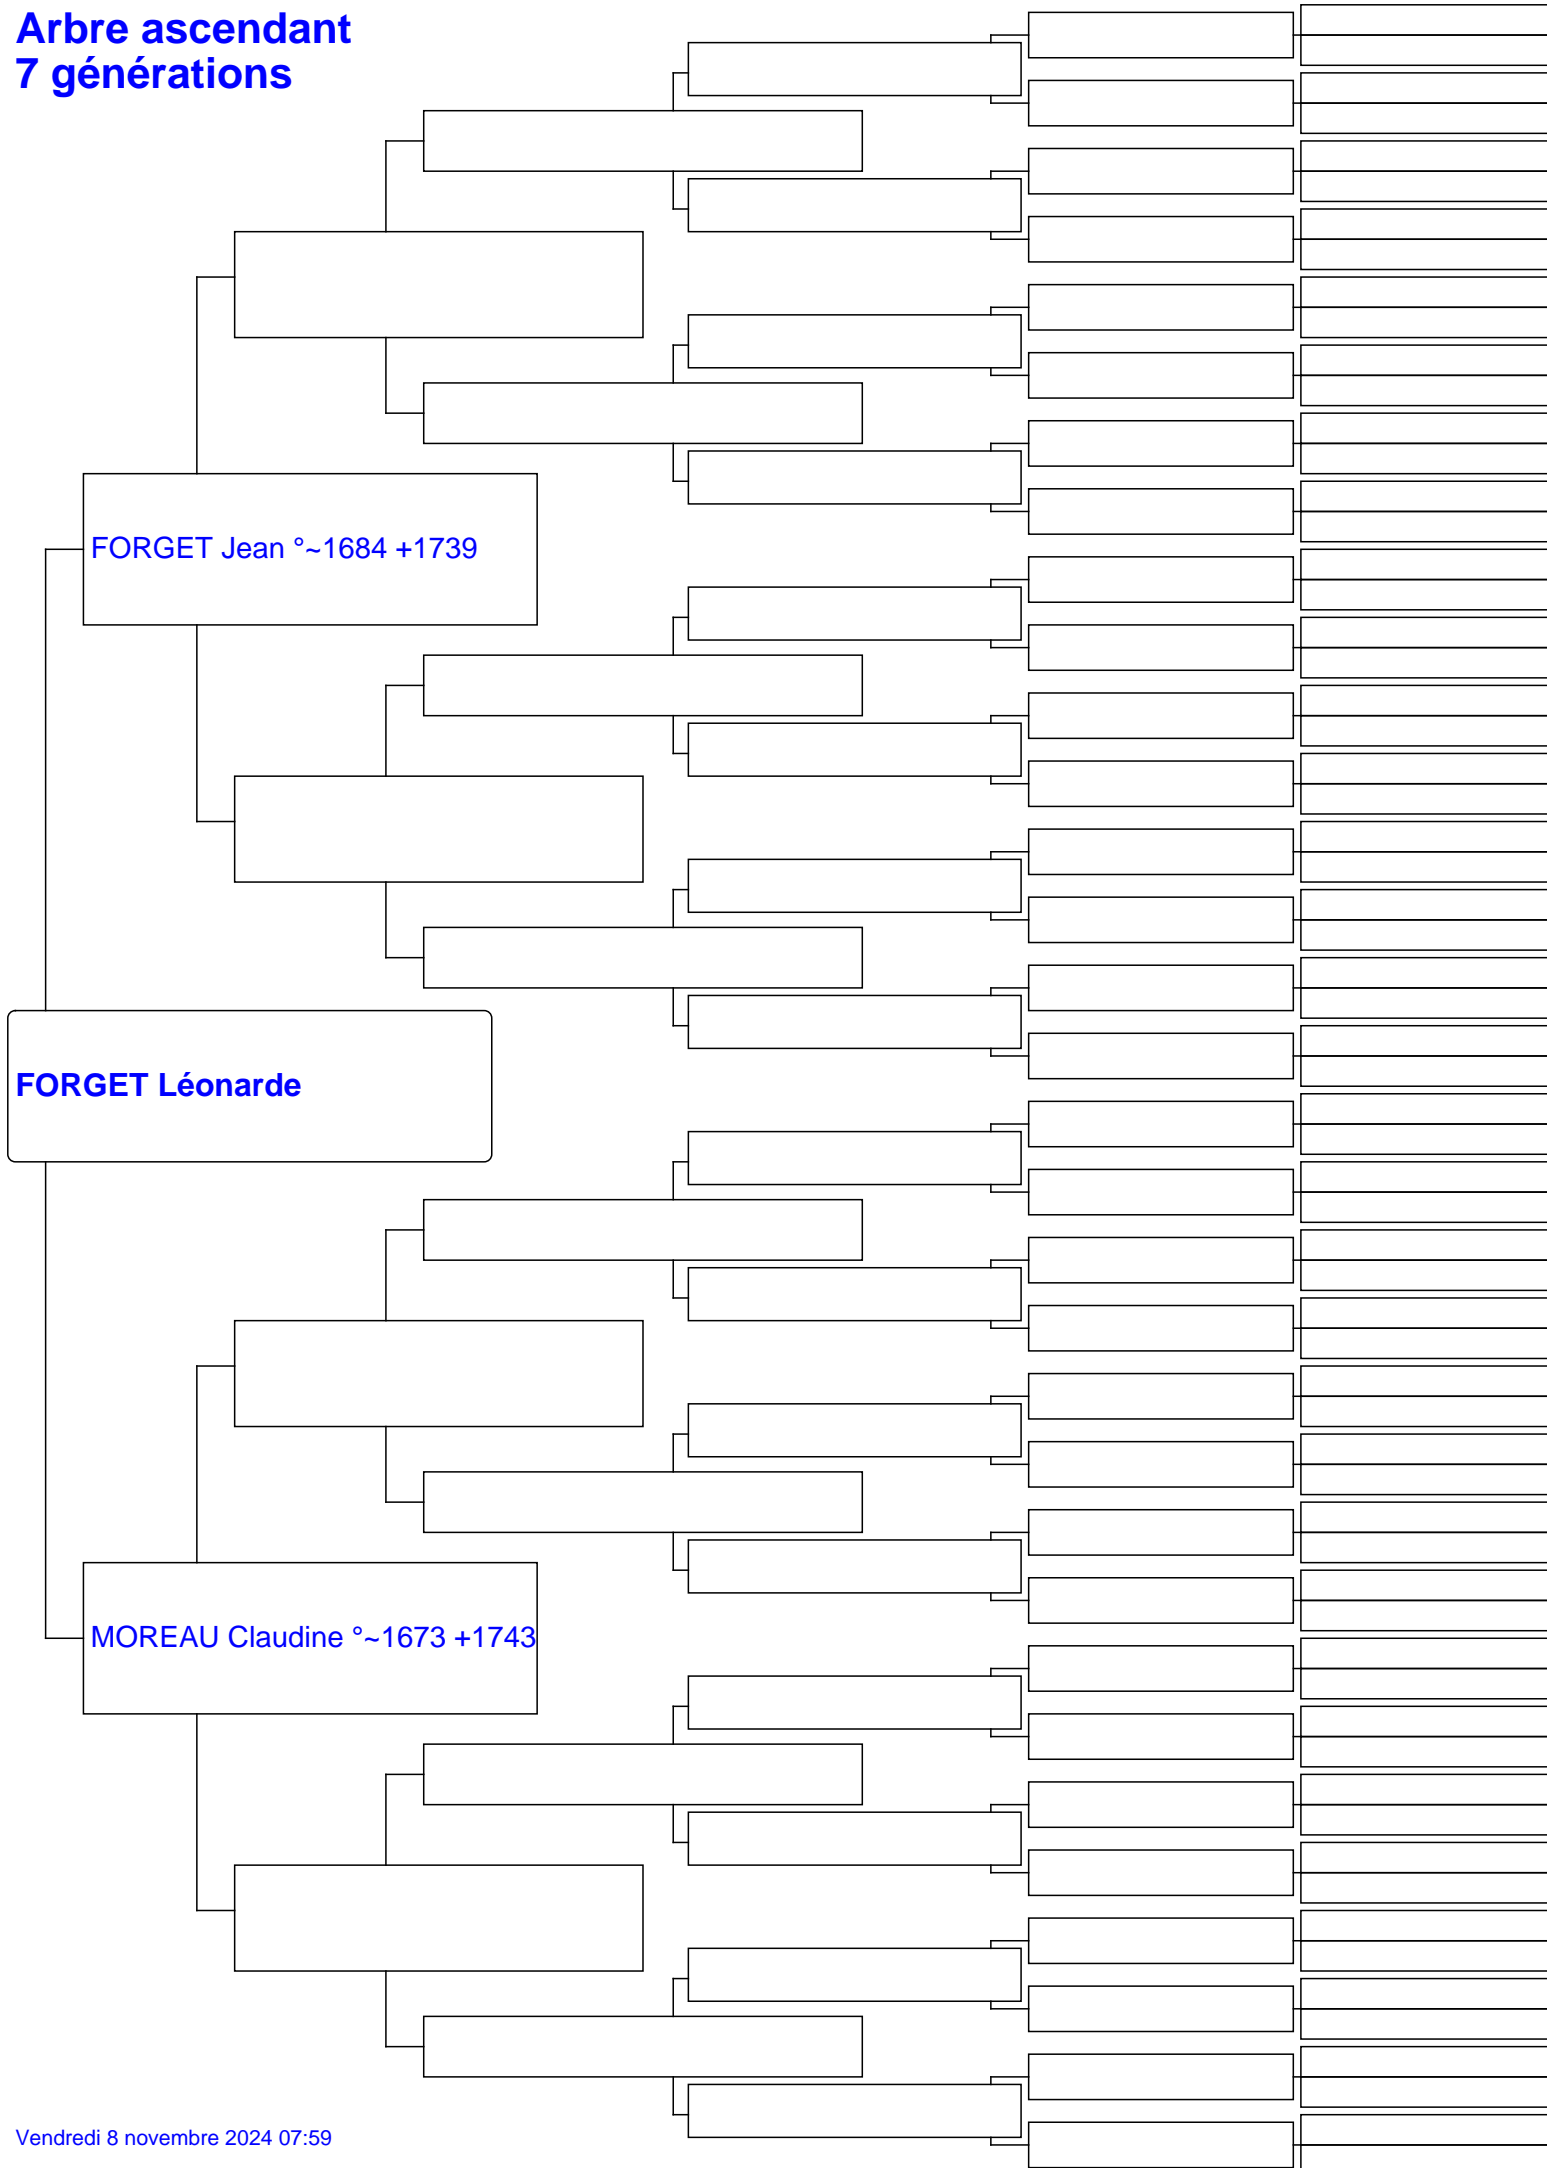 Arbre ascendant
7 générations
FORGET Jean °~1684 +1739
FORGET Léonarde
MOREAU Claudine °~1673 +1743
Vendredi 8 novembre 2024 07:59